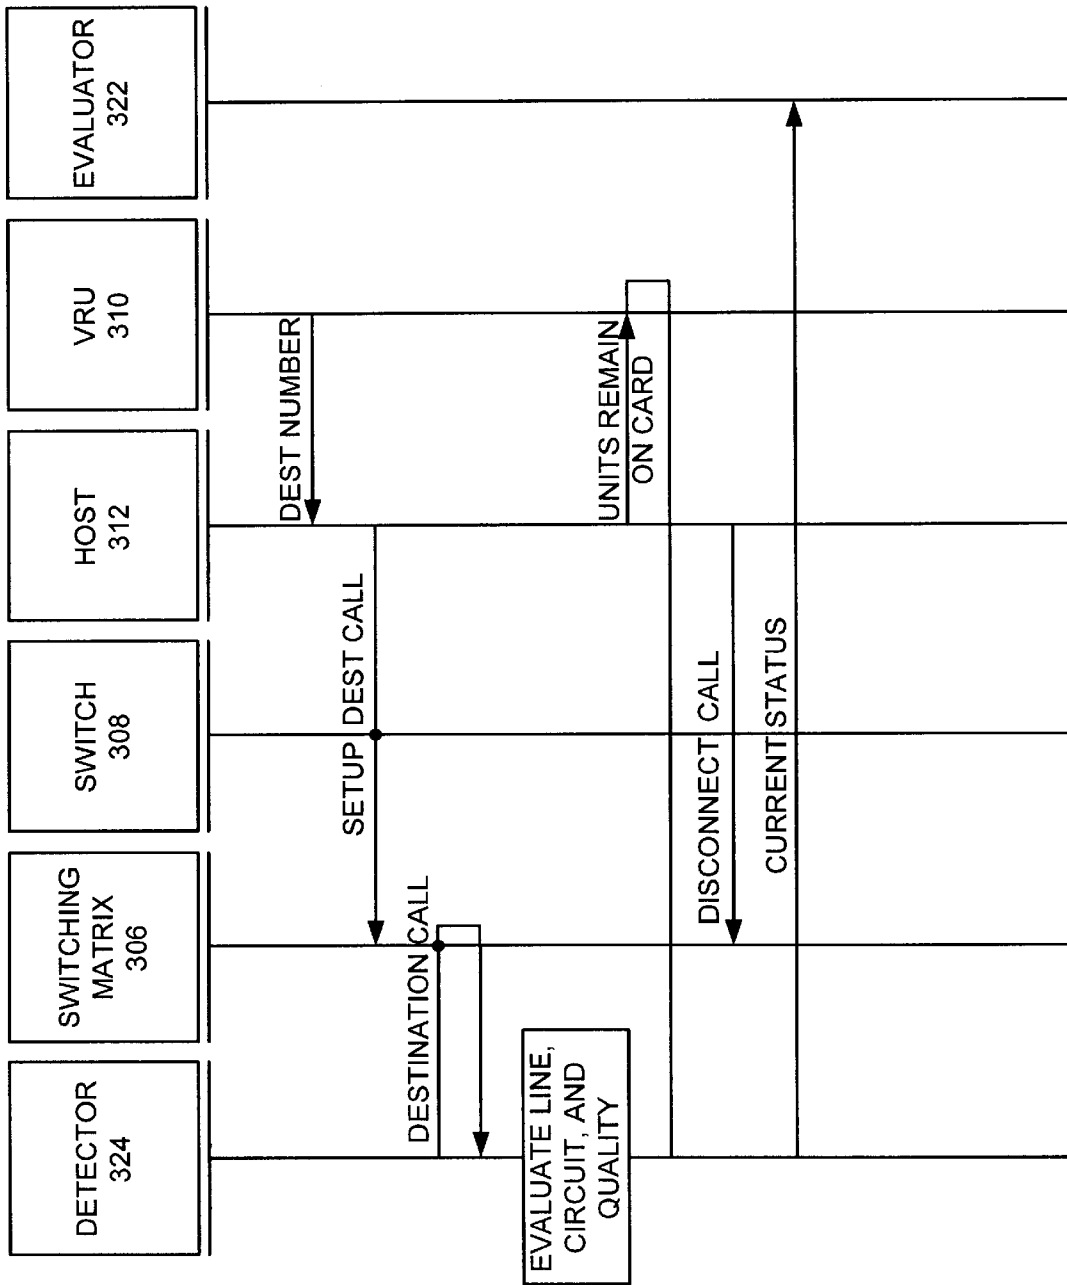 DETECTOR
324
SWITCHING
MATRIX
306
SWITCH
308
HOST
312
VRU
310
EVALUATOR
322
DEST NUMBER
SETUP DEST CALL
DESTINATION CALL
EVALUATE LINE,
CIRCUIT, AND
QUALITY
UNITS REMAIN
ON CARD
DISCONNECT CALL
CURRENT STATUS